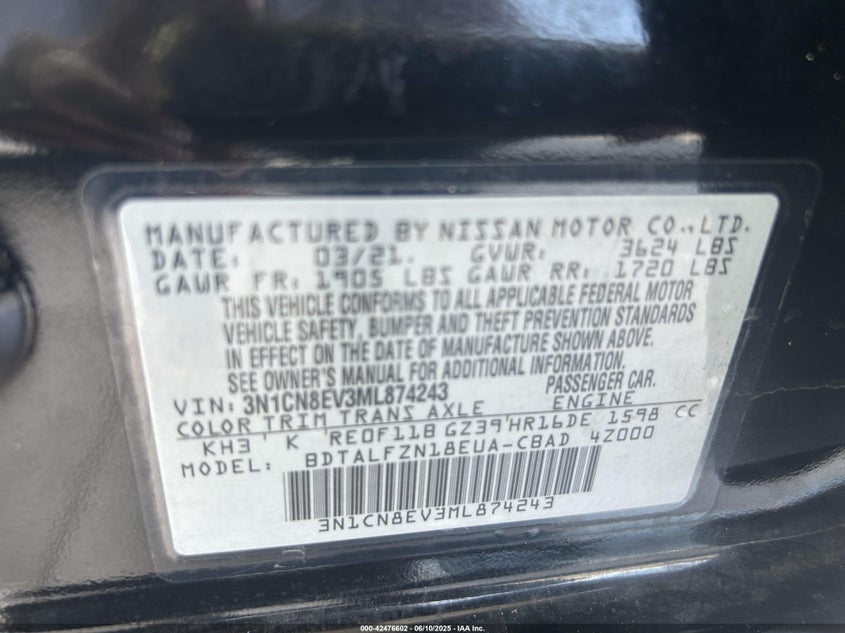 MANUFACTURED BY NISSAN MOTOR CO.,LTD.
DATE: 03/21. GVWR: 3624 LBS
GAWR FR: 1905 LBS GAWR RR: 1720 LBS
THIS VEHICLE CONFORMS TO ALL APPLICABLE FEDERAL MOTOR
VEHICLE SAFETY, BUMPER AND THEFT PREVENTION STANDARDS
IN EFFECT ON THE DATE OF MANUFACTURE SHOWN ABOVE.
SEE OWNER'S MANUAL FOR ADDITIONAL INFORMATION.
VIN: 3N1CN8EV3ML874243 PASSENGER CAR.
COLOR TRIM TRANS AXLE ENGINE
KH3 K RE0F11B GZ39 HR16DE 1598 CC
MODEL: BDTALFZN18EUA-CBAD 4Z000
3N1CN8EV3ML874243
000-42476602 - 06/10/2025 - IAA Inc.